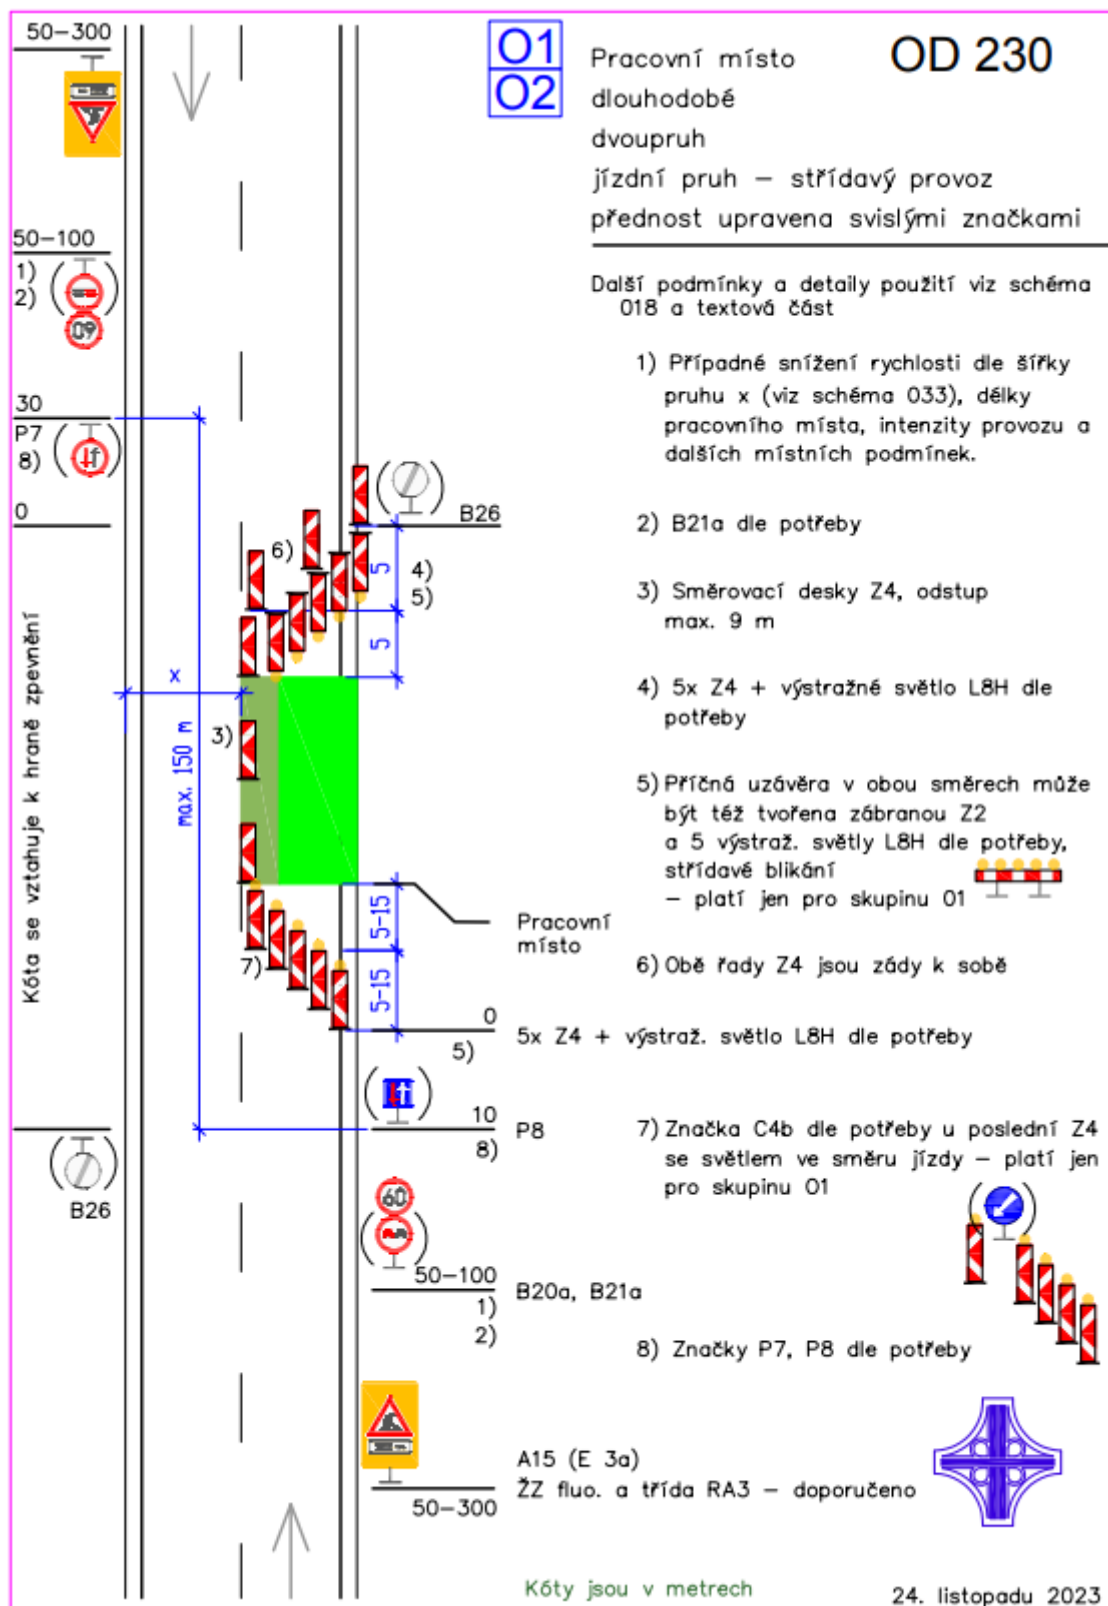 50-300
O1
O2
Pracovní místo
OD 230
dlouhodobé
dvoupruh
jízdní pruh – střídavý provoz
přednost upravena svislými značkami
50-100
1)
2)
60
Další podmínky a detaily použití viz schéma
018 a textová část
1) Případné snížení rychlosti dle šířky
pruhu x (viz schéma 033), délky
pracovního místa, intenzity provozu a
dalších místních podmínek.
30
P7
8)
0
B26
2) B21a dle potřeby
6)
5
4)
5)
3) Směrovací desky Z4, odstup
max. 9 m
5
x
4) 5x Z4 + výstražné světlo L8H dle
potřeby
Kóta se vztahuje k hraně zpevnění
max. 150 m
3)
5) Příčná uzávěra v obou směrech může
být též tvořena zábranou Z2
a 5 výstraž. světly L8H dle potřeby,
střídavé blikání
– platí jen pro skupinu 01
5-15
Pracovní
místo
7)
5-15
6) Obě řady Z4 jsou zády k sobě
0
5)
5x Z4 + výstraž. světlo L8H dle potřeby
10
P8
8)
7) Značka C4b dle potřeby u poslední Z4
se světlem ve směru jízdy – platí jen
pro skupinu 01
B26
60
50-100
B20a, B21a
1)
2)
8) Značky P7, P8 dle potřeby
A15 (E 3a)
ŽZ fluo. a třída RA3 – doporučeno
50-300
Kóty jsou v metrech
24. listopadu 2023